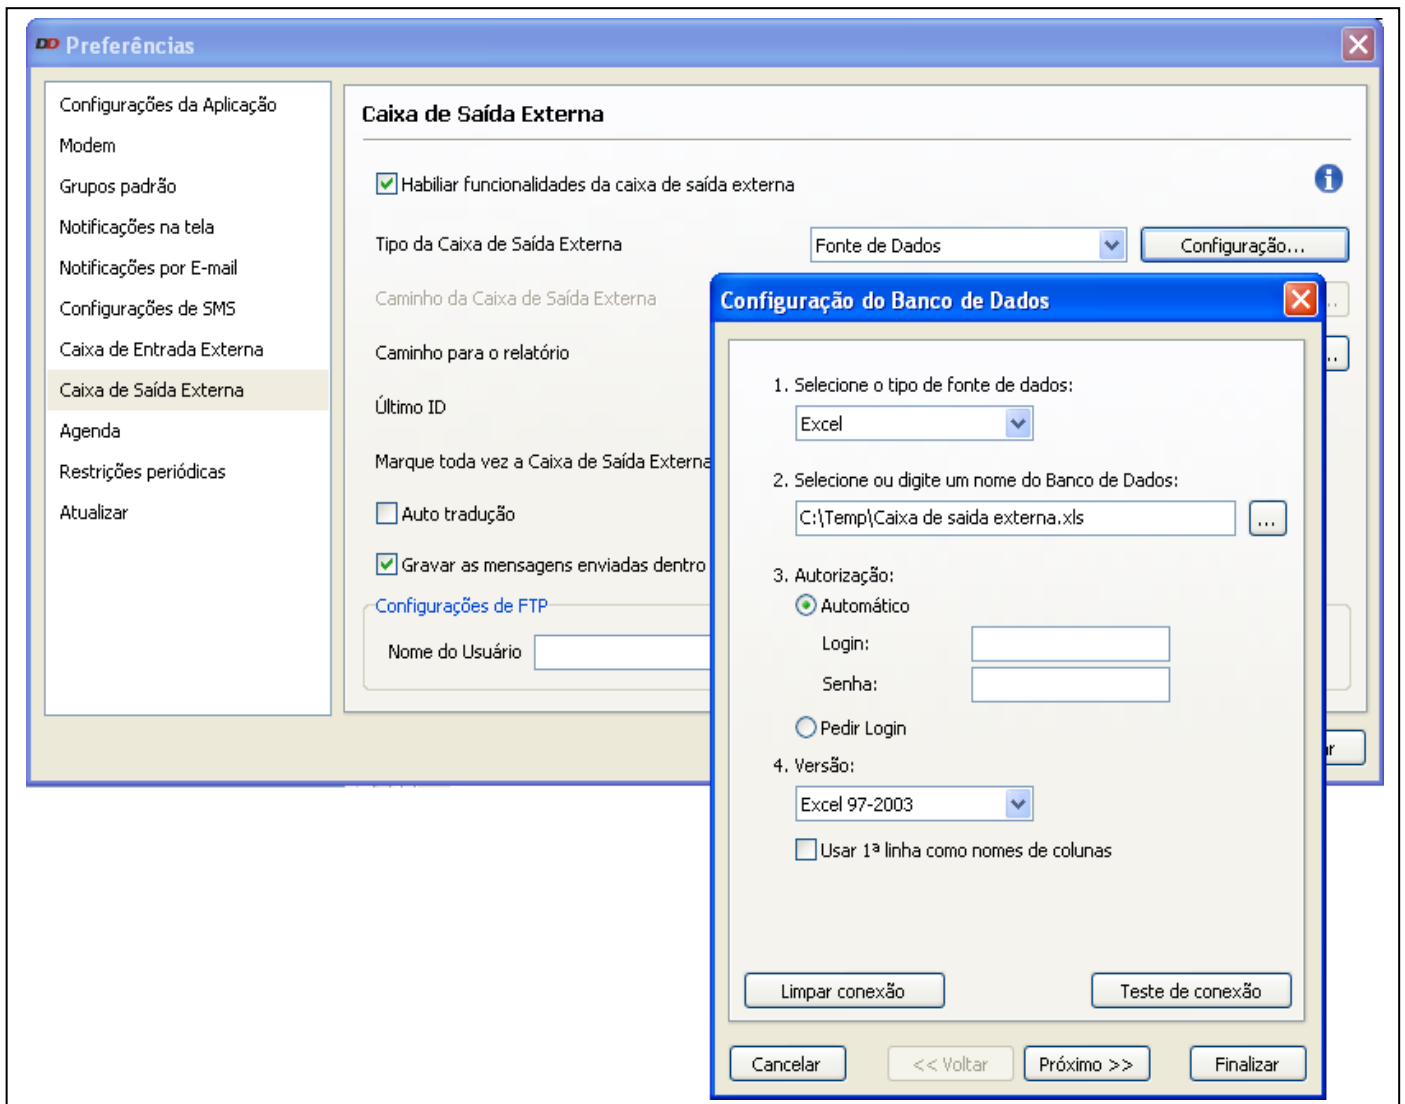 DD Preferências
Configurações da Aplicação
Modem
Grupos padrão
Notificações na tela
Notificações por E-mail
Configurações de SMS
Caixa de Entrada Externa
Caixa de Saída Externa
Agenda
Restrições periódicas
Atualizar
Caixa de Saída Externa
Habiliar funcionalidades da caixa de saída externa
Tipo da Caixa de Saída Externa
Fonte de Dados
Configuração...
Caminho da Caixa de Saída Externa
Caminho para o relatório
Último ID
Marque toda vez a Caixa de Saída Externa
Auto tradução
Gravar as mensagens enviadas dentro
Configurações de FTP
Nome do Usuário
Configuração do Banco de Dados
1. Selecione o tipo de fonte de dados:
Excel
2. Selecione ou digite um nome do Banco de Dados:
C:\Temp\Caixa de saida externa.xls
...
3. Autorização:
Automático
Login:
Senha:
Pedir Login
4. Versão:
Excel 97-2003
Usar 1ª linha como nomes de colunas
Limpar conexão
Teste de conexão
Cancelar
<< Voltar
Próximo >>
Finalizar